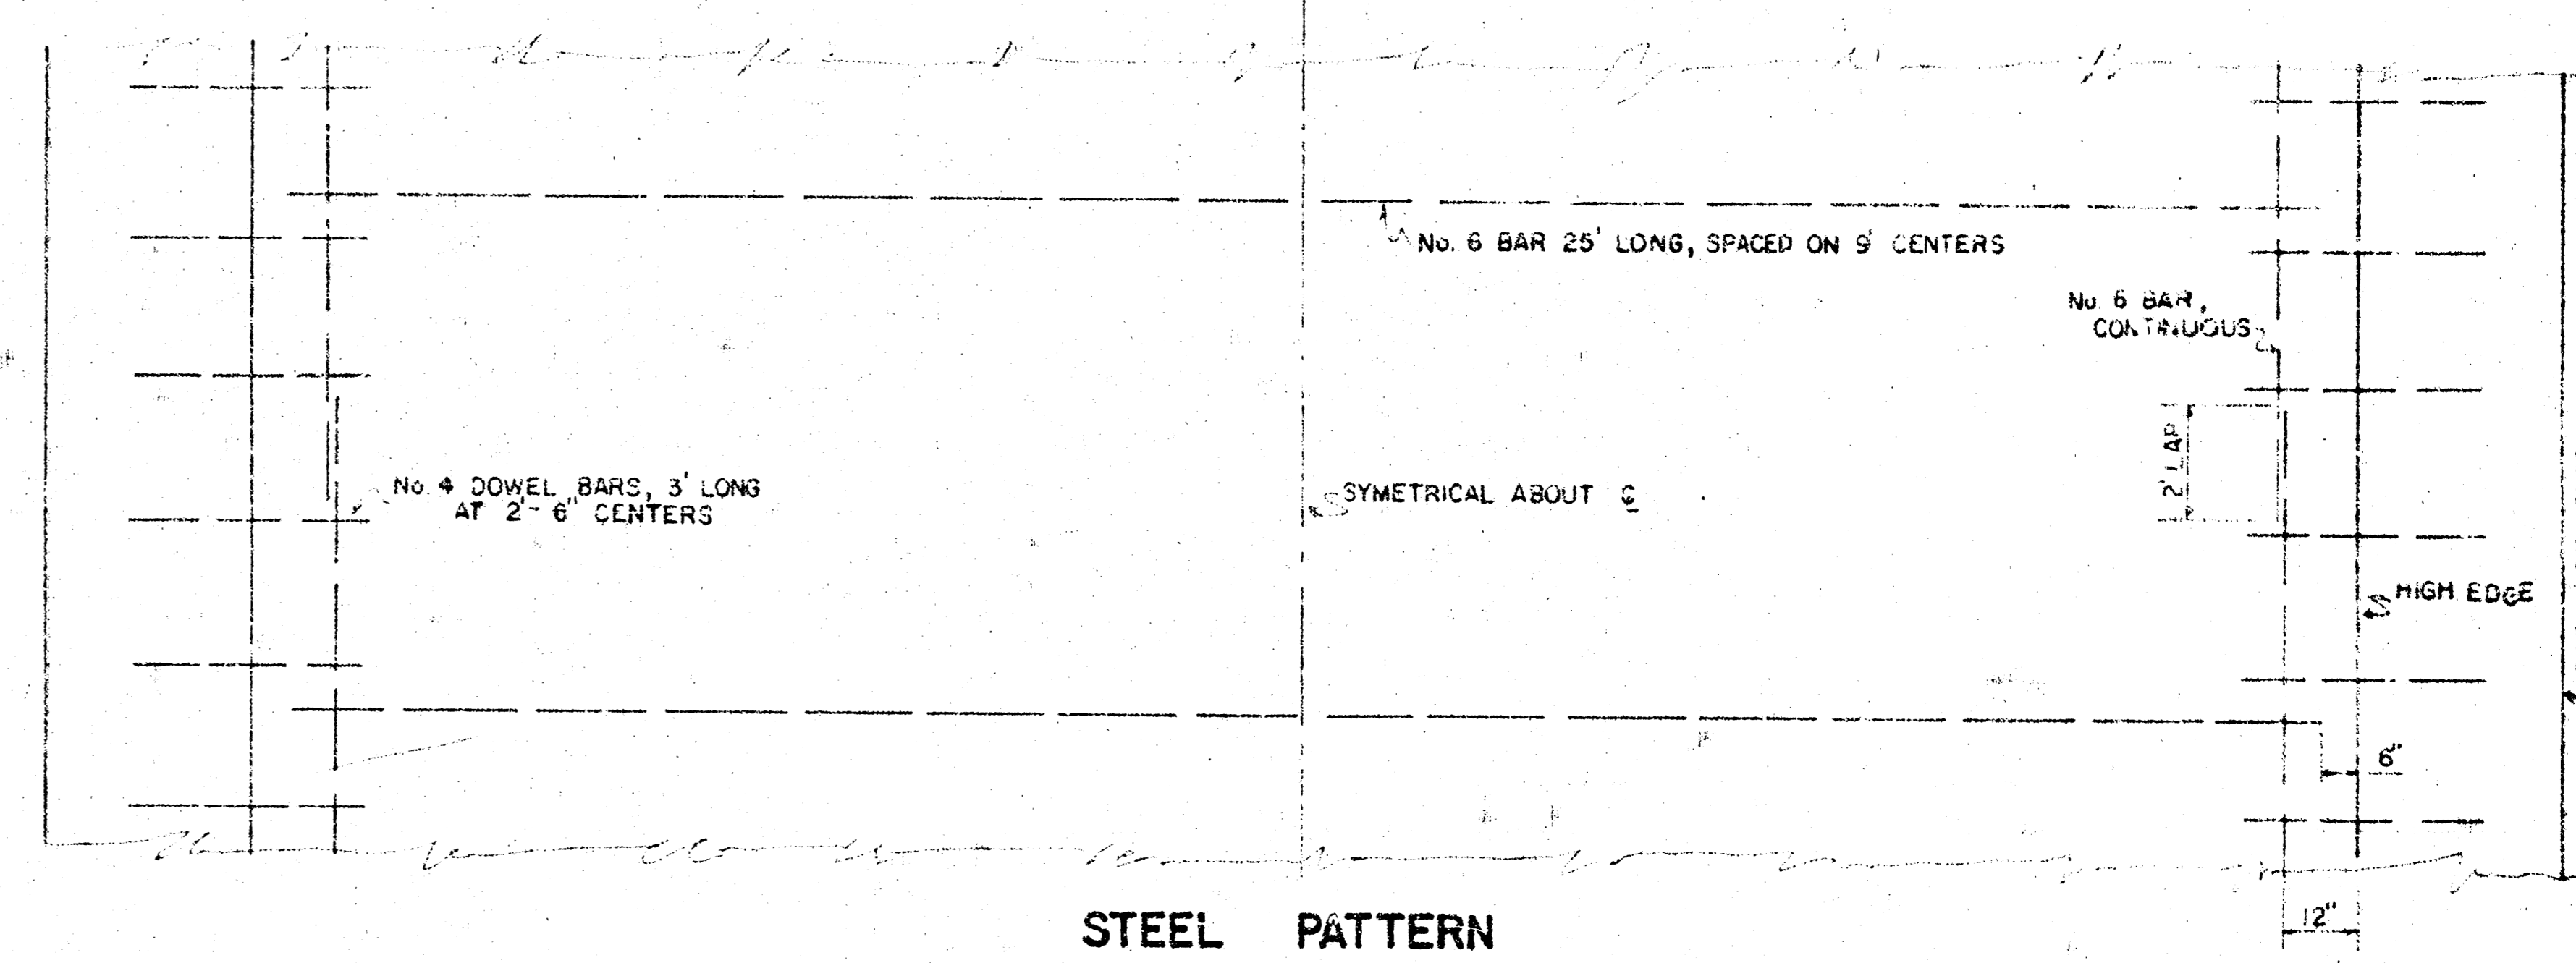 No. 6 BAR 25' LONG, SPACED ON 9' CENTERS
No. 6 BAR,
CONTINUOUS
2' LAP
No. 4 DOWEL BARS, 3' LONG
AT 2'- 6" CENTERS
SYMETRICAL ABOUT ℄
HIGH EDGE
6"
12"
STEEL PATTERN